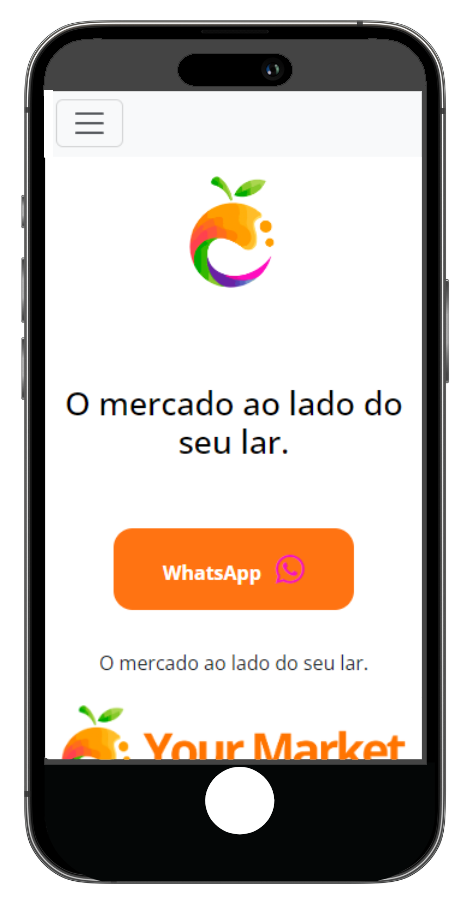 O mercado ao lado do
seu lar.
WhatsApp
O mercado ao lado do seu lar.
Your Market